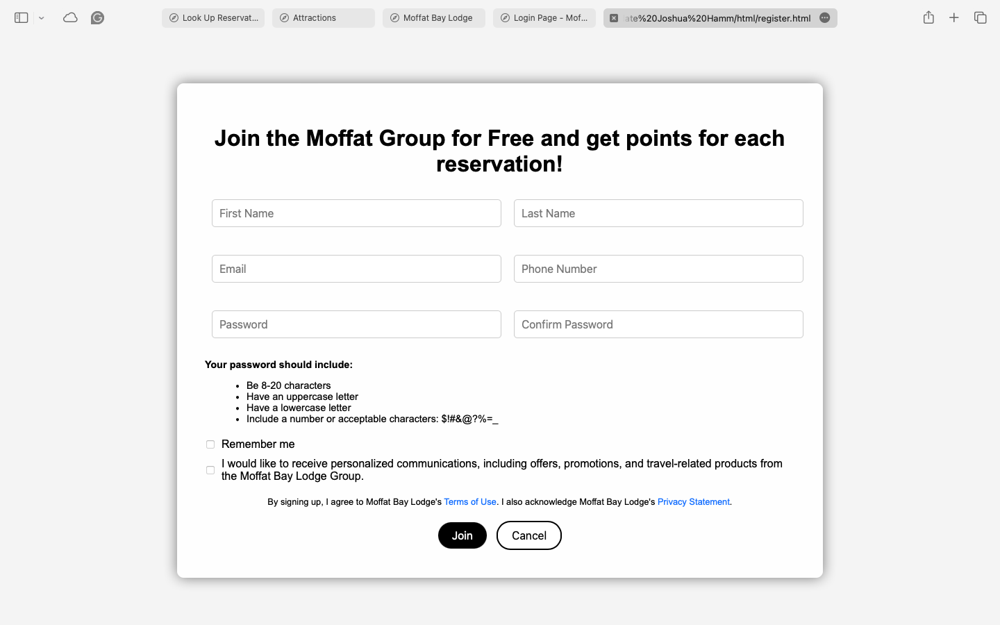 Look Up Reservat...
Attractions
Moffat Bay Lodge
Login Page - Mof...
ate%20Joshua%20Hamm/html/register.html
Join the Moffat Group for Free and get points for each
reservation!
First Name
Last Name
Email
Phone Number
Password
Confirm Password
Your password should include:
• Be 8-20 characters
• Have an uppercase letter
• Have a lowercase letter
• Include a number or acceptable characters: $!#&@?%=_
Remember me
I would like to receive personalized communications, including offers, promotions, and travel-related products from
the Moffat Bay Lodge Group.
By signing up, I agree to Moffat Bay Lodge's Terms of Use. I also acknowledge Moffat Bay Lodge's Privacy Statement.
Join
Cancel